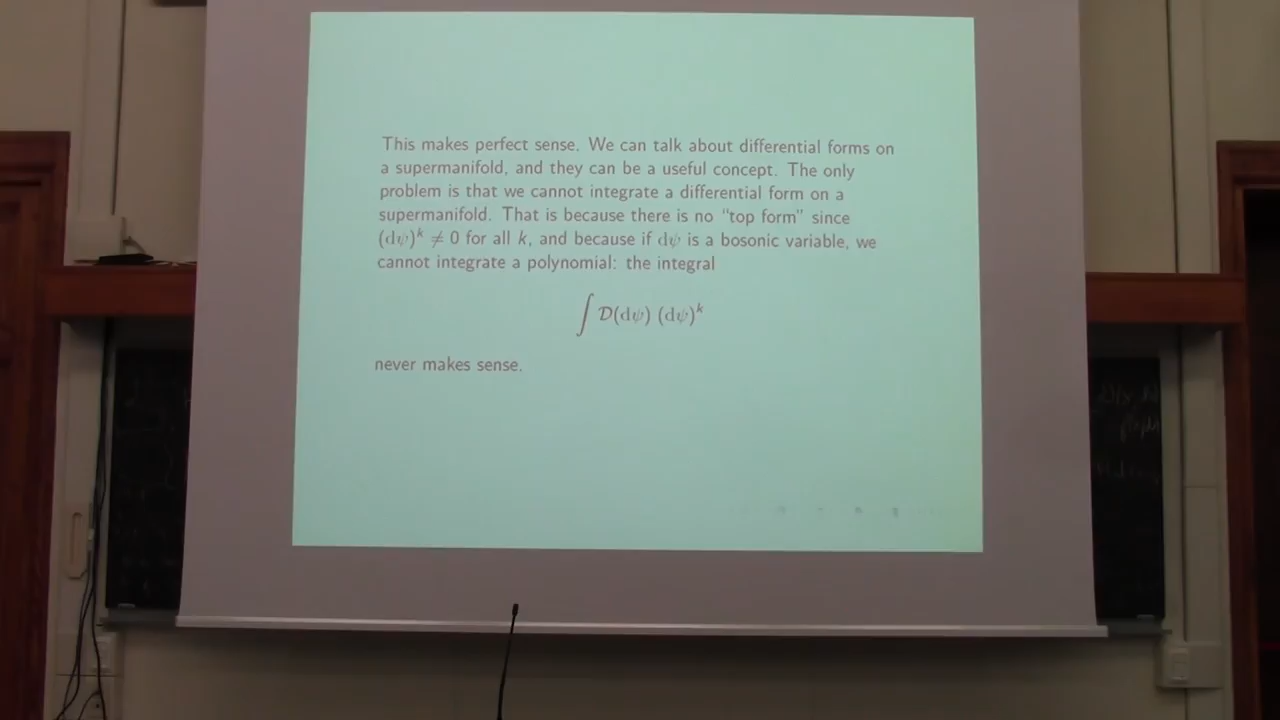 This makes perfect sense. We can talk about differential forms on
a supermanifold, and they can be a useful concept. The only
problem is that we cannot integrate a differential form on a
supermanifold. That is because there is no “top form” since
(dψ)^k ≠ 0 for all k, and because if dψ is a bosonic variable, we
cannot integrate a polynomial: the integral
∫ D(dψ) (dψ)^k
never makes sense.